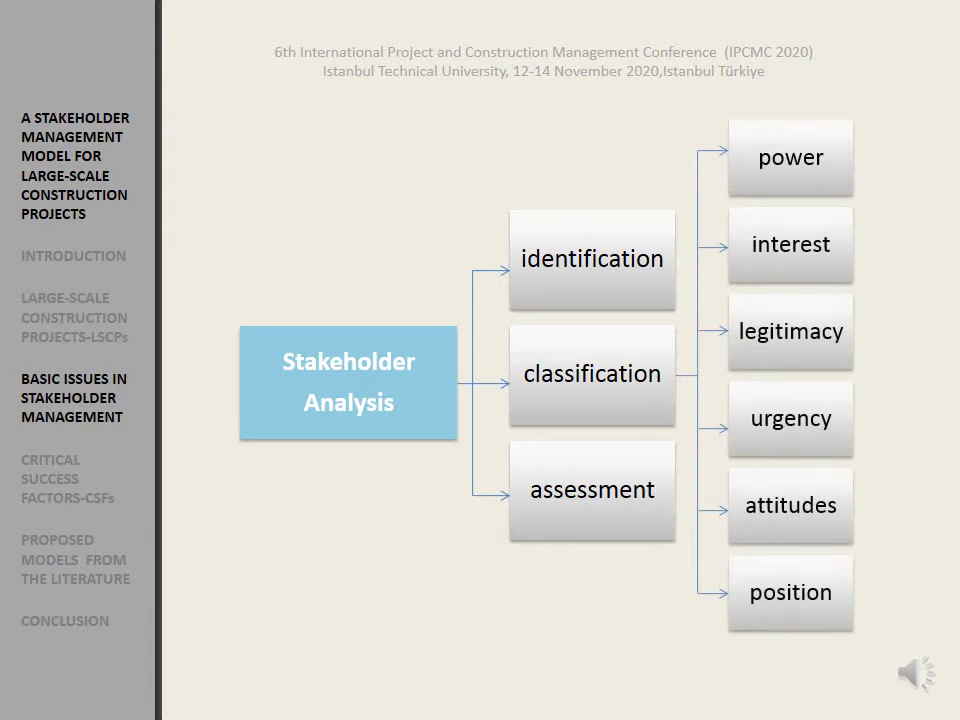 6th International Project and Construction Management Conference  (IPCMC 2020)
Istanbul Technical University, 12-14 November 2020,Istanbul Türkiye
A STAKEHOLDER
MANAGEMENT
MODEL FOR
LARGE-SCALE
CONSTRUCTION
PROJECTS
INTRODUCTION
LARGE-SCALE
CONSTRUCTION
PROJECTS-LSCPs
BASIC ISSUES IN
STAKEHOLDER
MANAGEMENT
CRITICAL
SUCCESS
FACTORS-CSFs
PROPOSED
MODELS  FROM
THE LITERATURE
CONCLUSION
Stakeholder
Analysis
identification
classification
assessment
power
interest
legitimacy
urgency
attitudes
position